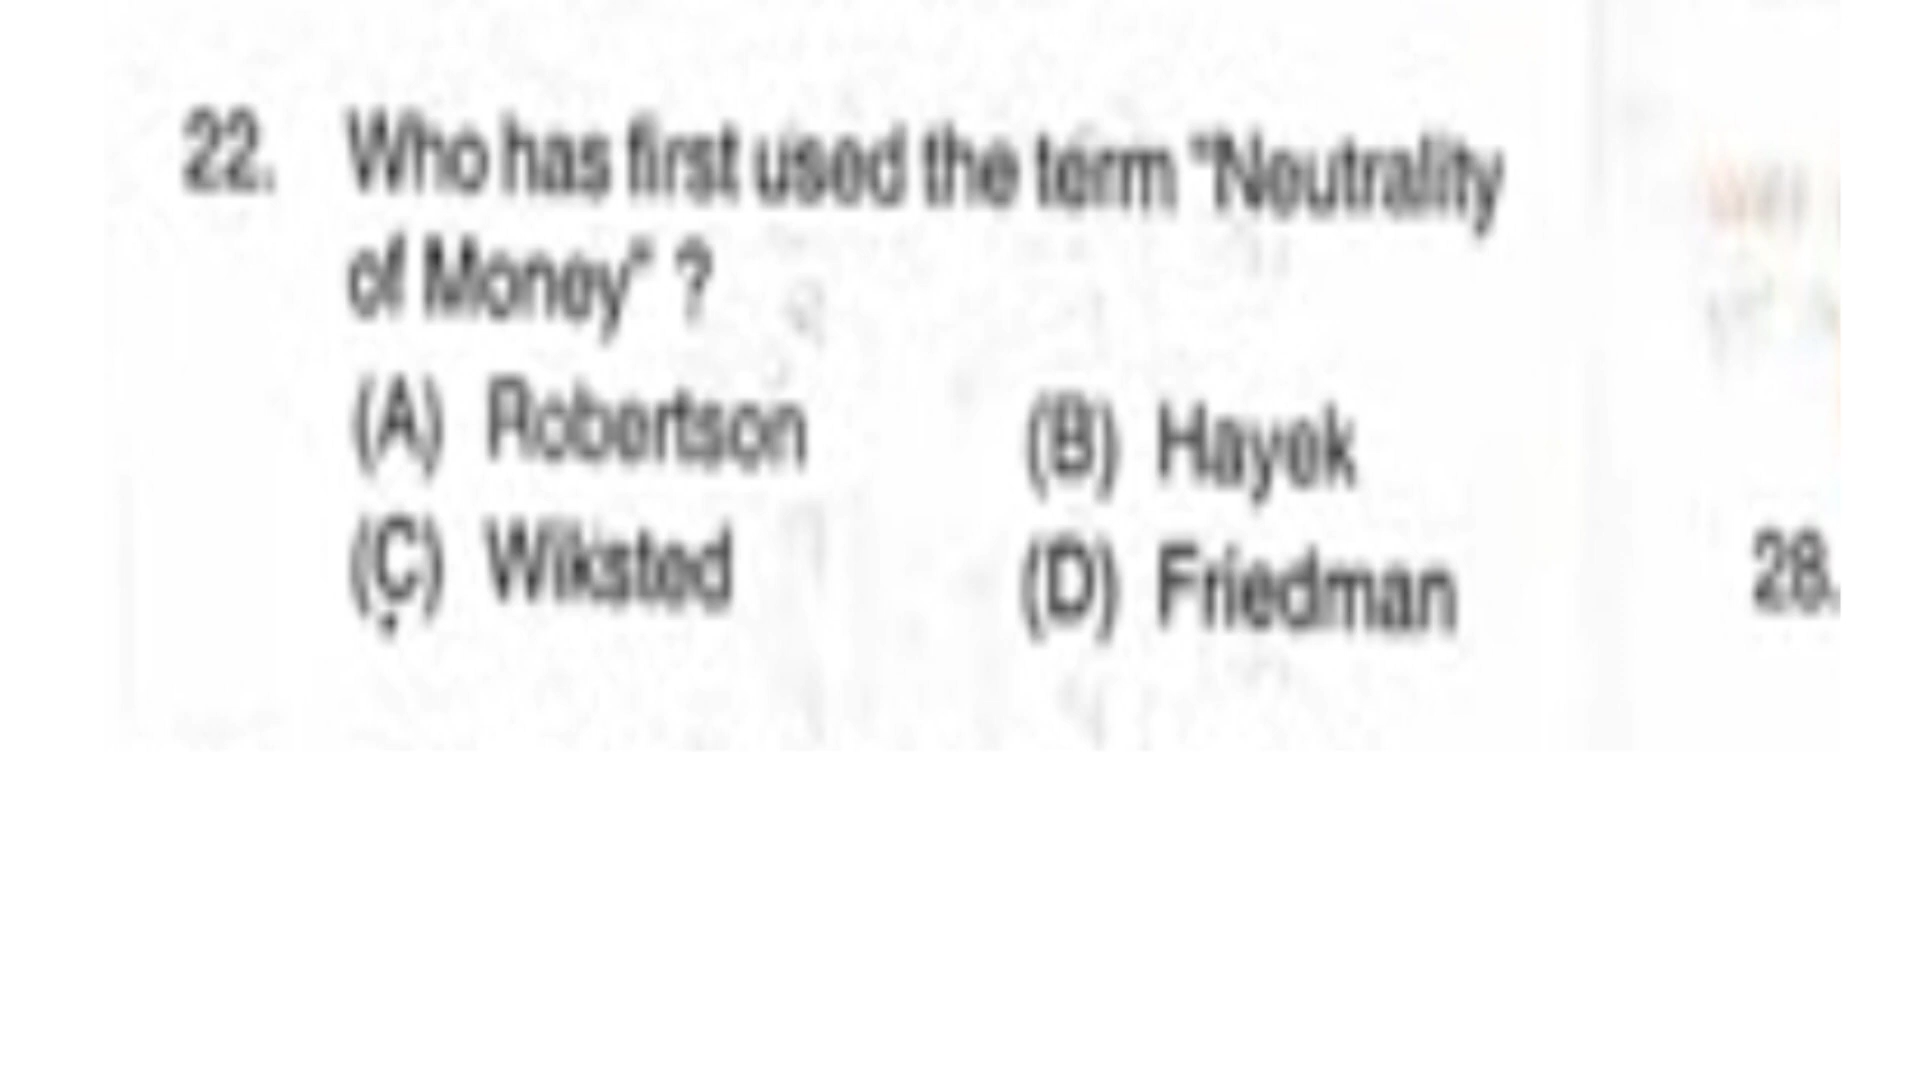 22. Who has first used the term "Neutrality
of Money" ?
(A) Robertson (B) Hayek
(C) Wiksted (D) Friedman
28.